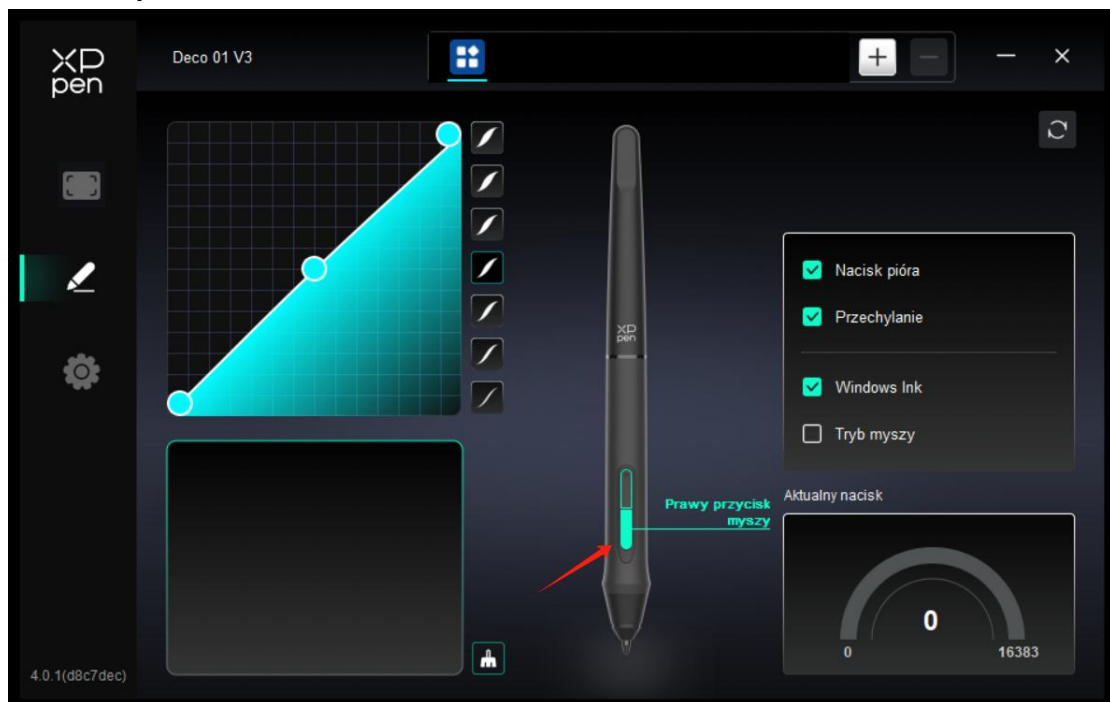 XP
pen
Deco 01 V3
Nacisk pióra
Przechylanie
XP
pen
Windows Ink
Tryb myszy
Prawy przycisk
myszy
Aktualny nacisk
0
0
16383
4.0.1(d8c7dec)